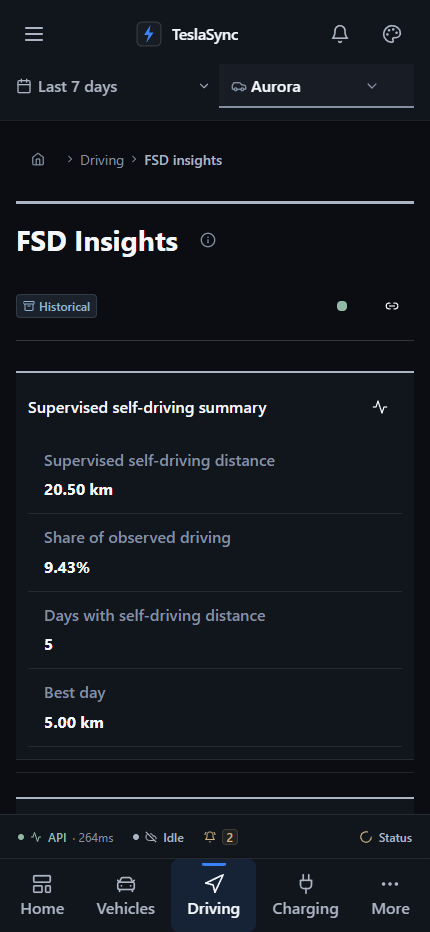 TeslaSync
Last 7 days
Aurora
Driving
FSD insights
FSD Insights
Historical
Supervised self-driving summary
Supervised self-driving distance
20.50 km
Share of observed driving
9.43%
Days with self-driving distance
5
Best day
5.00 km
API · 264ms
Idle
2
Status
Home
Vehicles
Driving
Charging
More